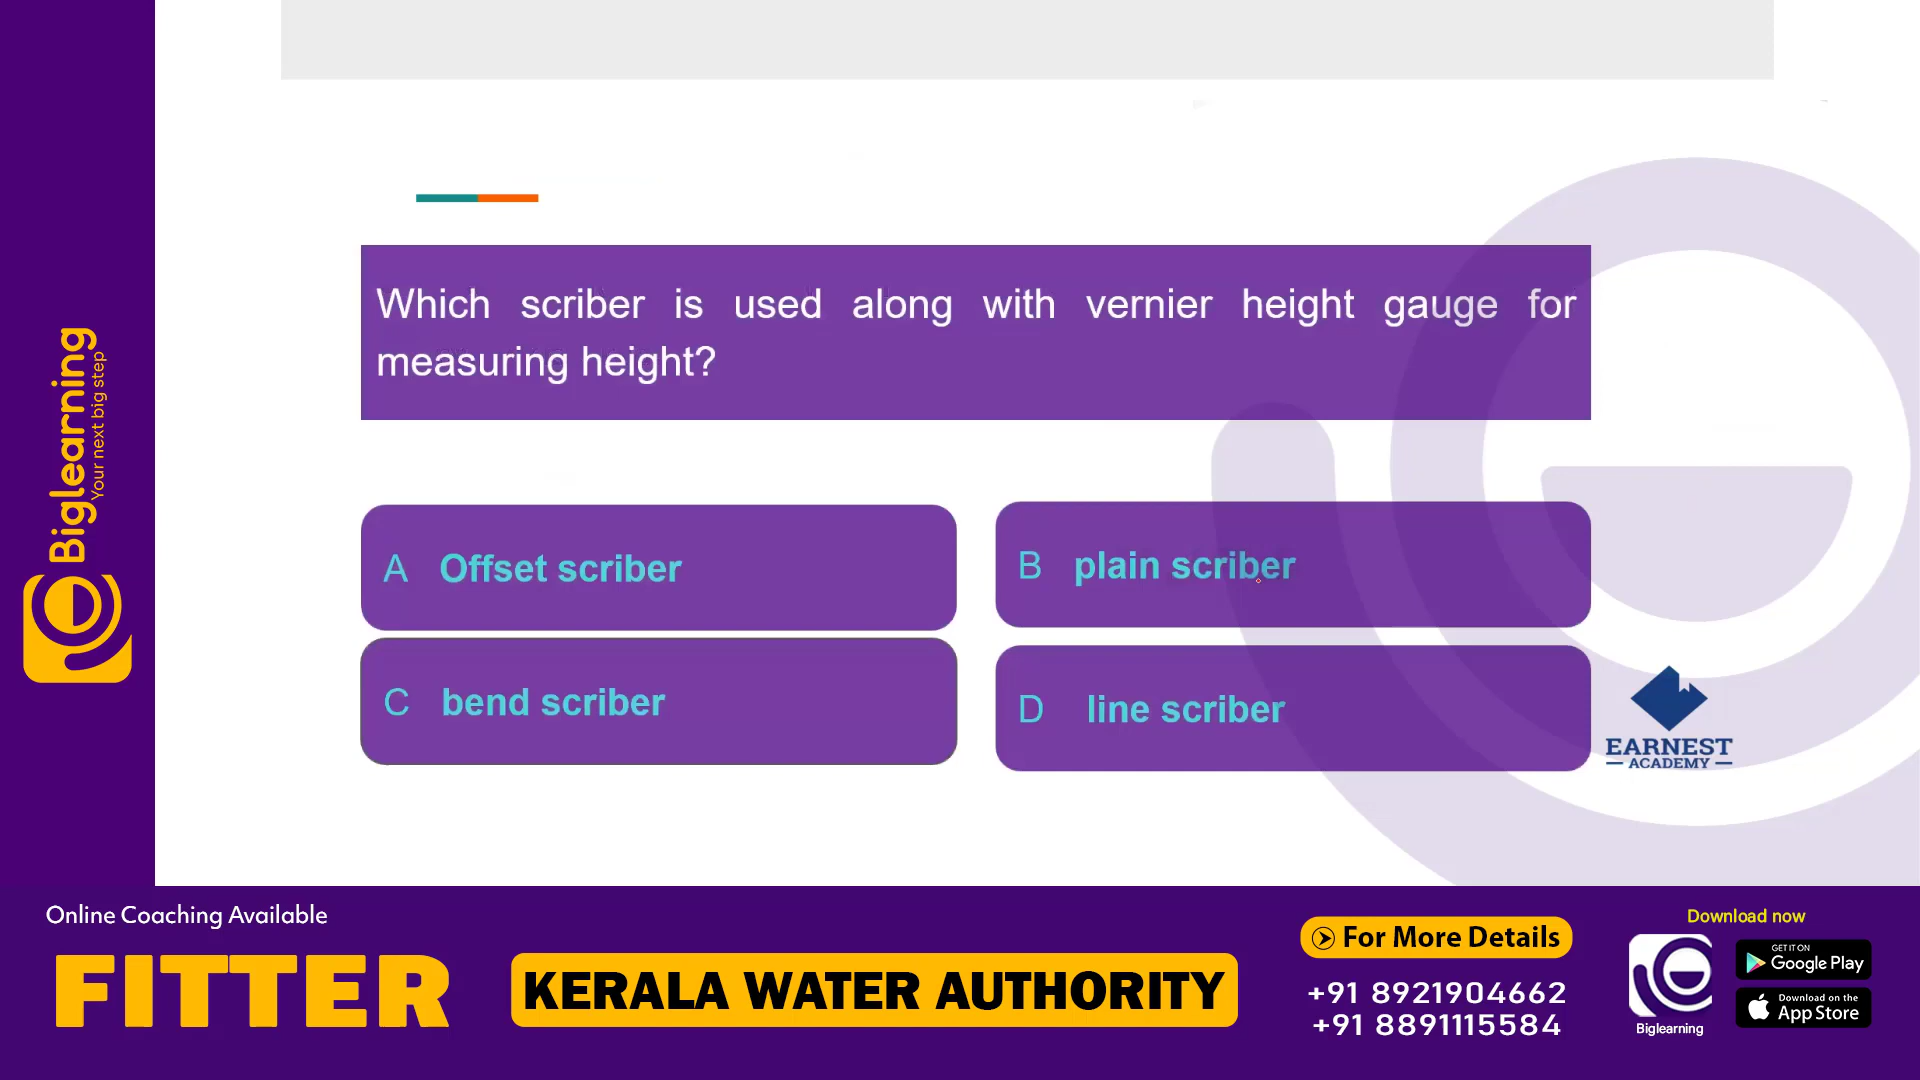 Which scriber is used along with vernier height gauge for
measuring height?
A Offset scriber
B plain scriber
C bend scriber
D line scriber
EARNEST
ACADEMY
Biglearning
Your next big step
Online Coaching Available
FITTER
KERALA WATER AUTHORITY
For More Details
+91 8921904662
+91 8891115584
Download now
Biglearning
GET IT ON
Google Play
Download on the
App Store